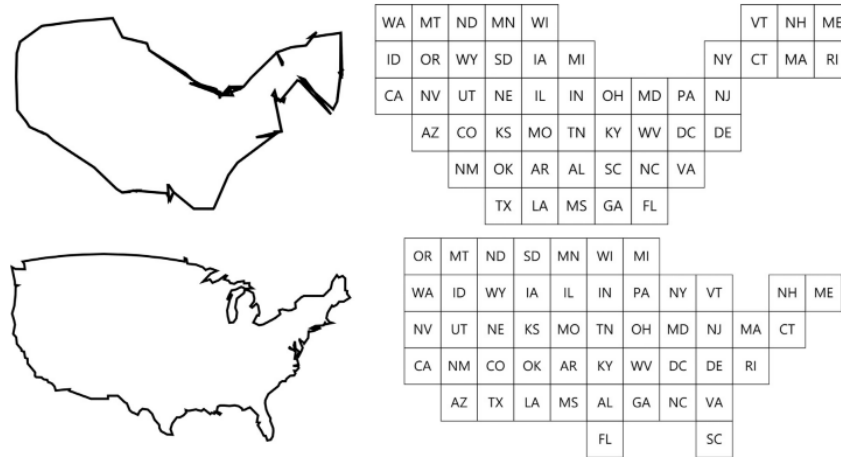 WA MT ND MN WI VT NH ME
ID OR WY SD IA MI NY CT MA RI
CA NV UT NE IL IN OH MD PA NJ
AZ CO KS MO TN KY WV DC DE
NM OK AR AL SC NC VA
TX LA MS GA FL
OR MT ND SD MN WI MI
WA ID WY IA IL IN PA NY VT NH ME
NV UT NE KS MO TN OH MD NJ MA CT
CA NM CO OK AR KY WV DC DE RI
AZ TX LA MS AL GA NC VA
FL SC